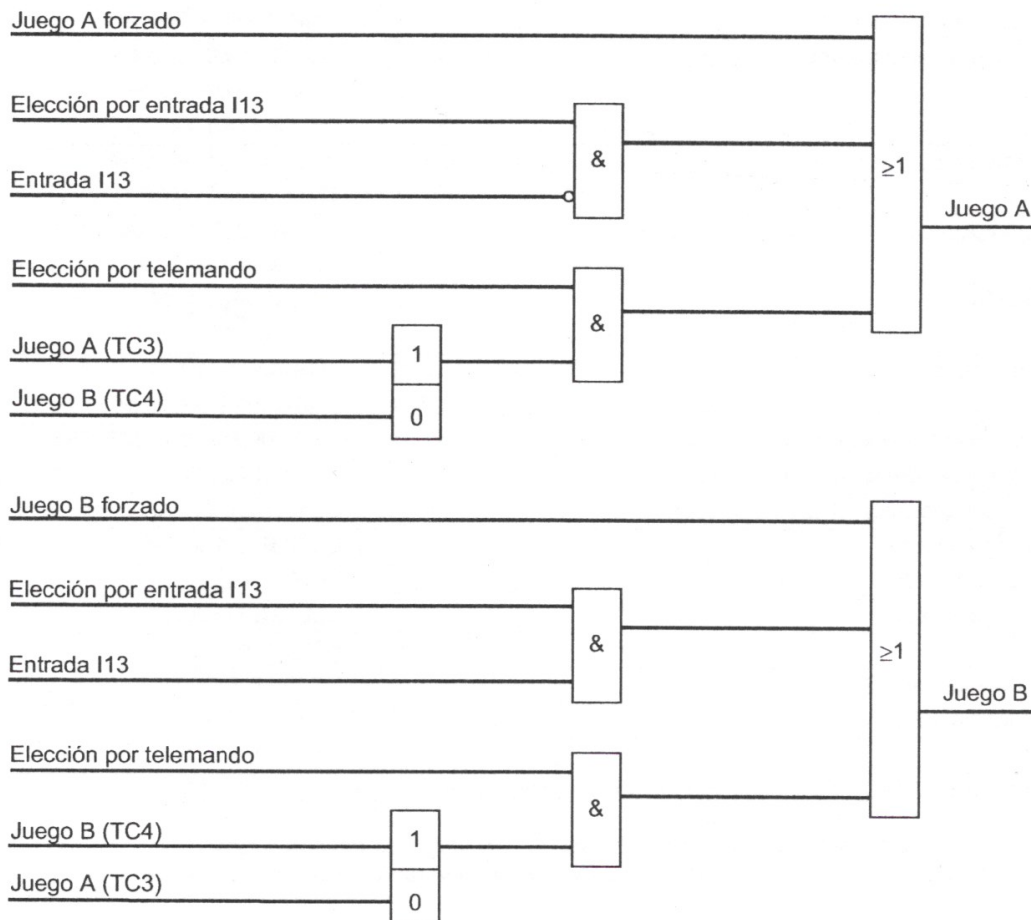 Juego A forzado
Elección por entrada I13
&
Entrada I13
≥1
Juego A
Elección por telemando
&
Juego A (TC3)
1
Juego B (TC4)
0
Juego B forzado
Elección por entrada I13
&
Entrada I13
≥1
Juego B
Elección por telemando
&
Juego B (TC4)
1
Juego A (TC3)
0